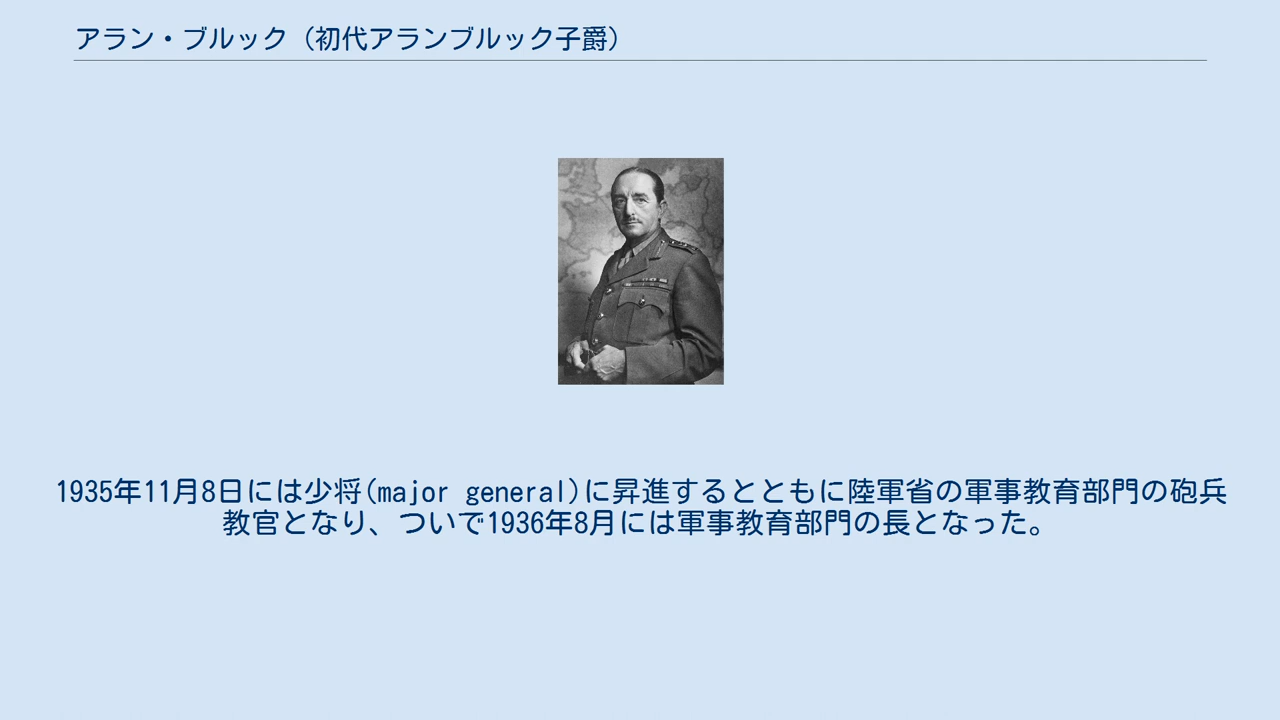 アラン・ブルック（初代アランブルック子爵）
1935年11月8日には少将(major general)に昇進するとともに陸軍省の軍事教育部門の砲兵
教官となり、ついで1936年8月には軍事教育部門の長となった。